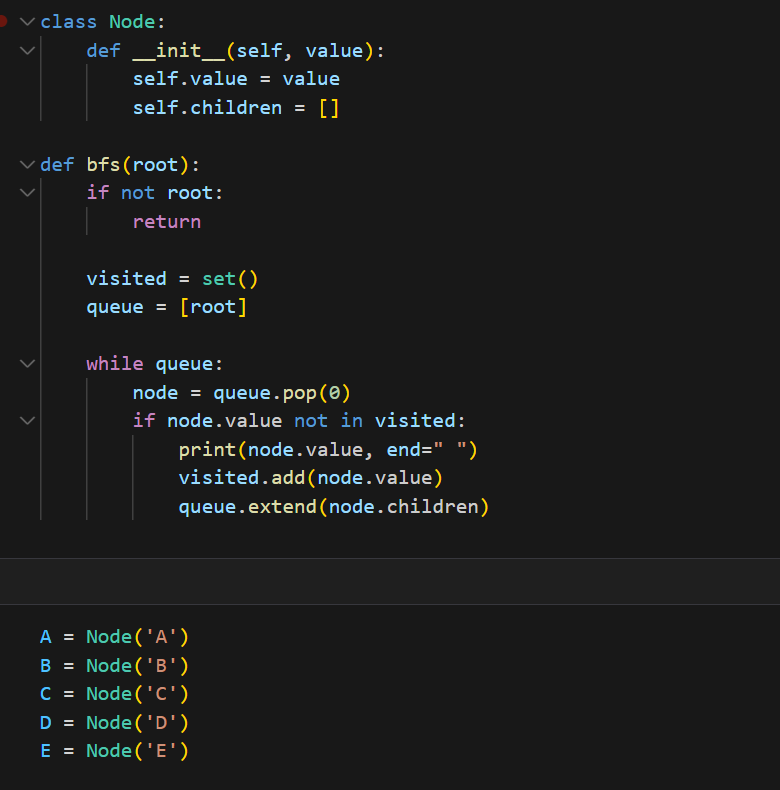 class Node:
    def __init__(self, value):
        self.value = value
        self.children = []
def bfs(root):
    if not root:
        return
    visited = set()
    queue = [root]
    while queue:
        node = queue.pop(0)
        if node.value not in visited:
            print(node.value, end=" ")
            visited.add(node.value)
            queue.extend(node.children)
A = Node('A')
B = Node('B')
C = Node('C')
D = Node('D')
E = Node('E')